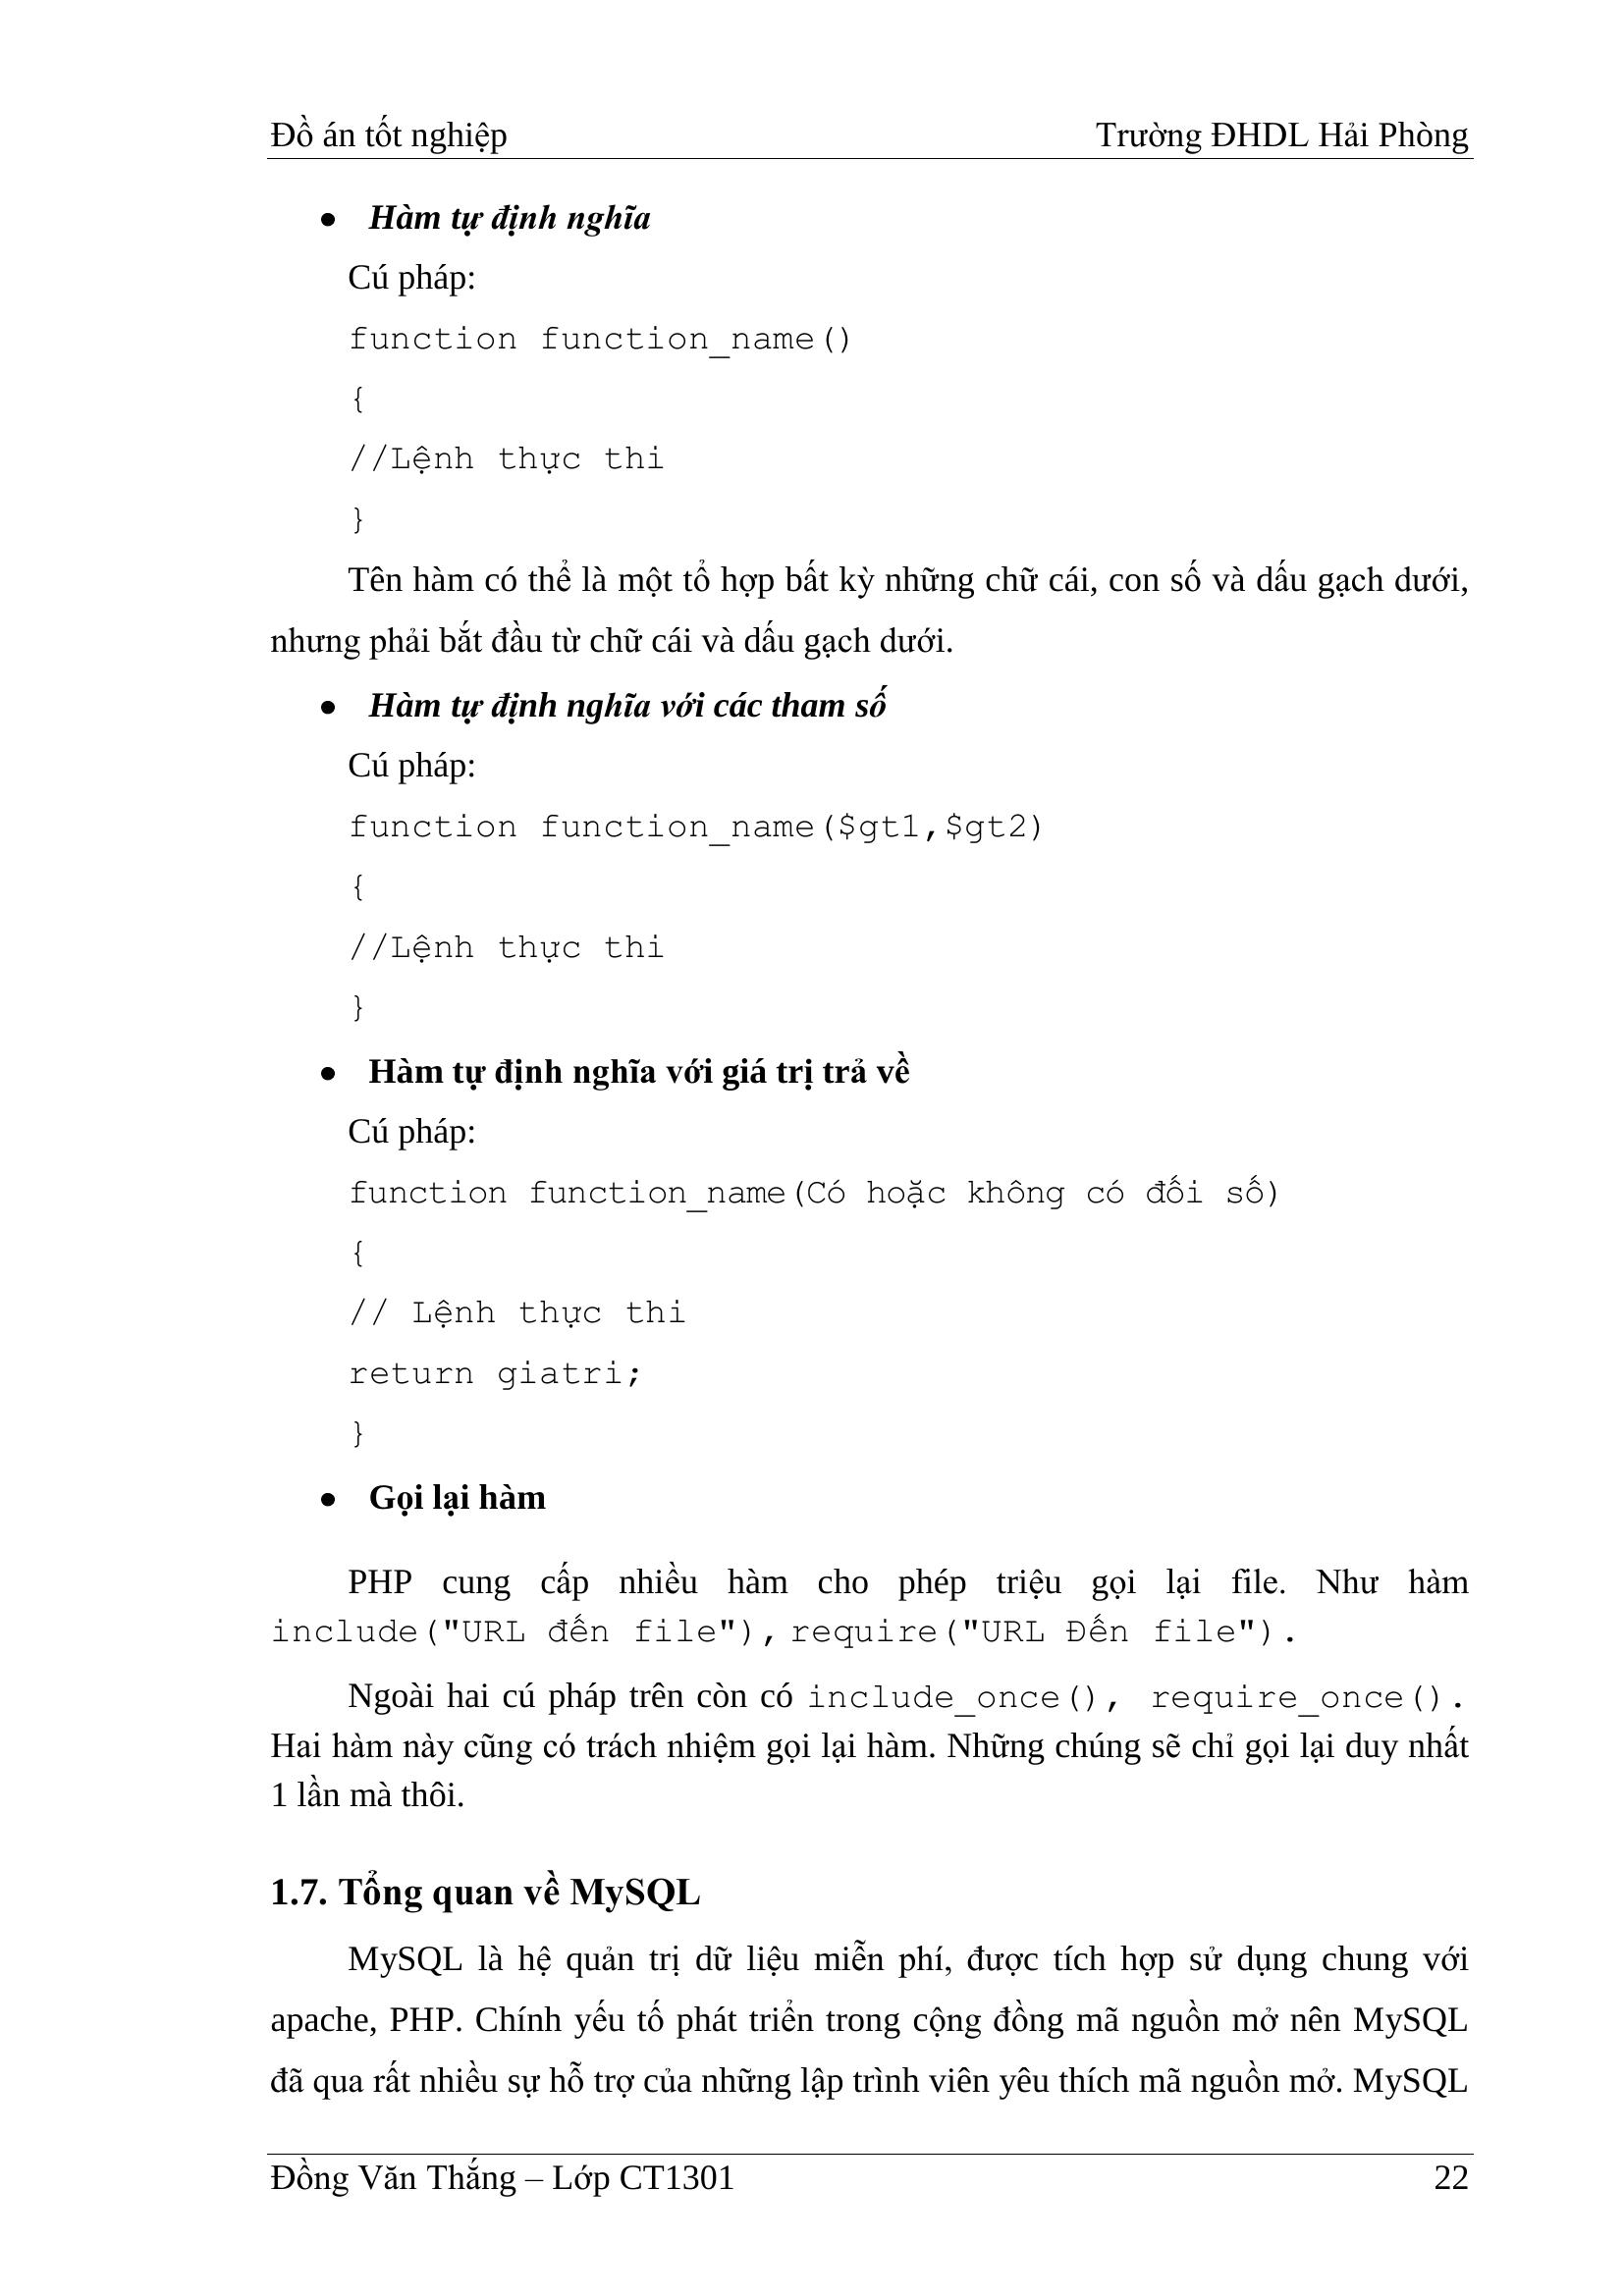 Đồ án tốt nghiệp Trường ĐHDL Hải Phòng
• Hàm tự định nghĩa
Cú pháp:
function function_name()
{
//Lệnh thực thi
}
Tên hàm có thể là một tổ hợp bất kỳ những chữ cái, con số và dấu gạch dưới,
nhưng phải bắt đầu từ chữ cái và dấu gạch dưới.
• Hàm tự định nghĩa với các tham số
Cú pháp:
function function_name($gt1,$gt2)
{
//Lệnh thực thi
}
• Hàm tự định nghĩa với giá trị trả về
Cú pháp:
function function_name(Có hoặc không có đối số)
{
// Lệnh thực thi
return giatri;
}
• Gọi lại hàm
PHP cung cấp nhiều hàm cho phép triệu gọi lại file. Như hàm
include("URL đến file"), require("URL Đến file").
Ngoài hai cú pháp trên còn có include_once(), require_once().
Hai hàm này cũng có trách nhiệm gọi lại hàm. Những chúng sẽ chỉ gọi lại duy nhất
1 lần mà thôi.
1.7. Tổng quan về MySQL
MySQL là hệ quản trị dữ liệu miễn phí, được tích hợp sử dụng chung với
apache, PHP. Chính yếu tố phát triển trong cộng đồng mã nguồn mở nên MySQL
đã qua rất nhiều sự hỗ trợ của những lập trình viên yêu thích mã nguồn mở. MySQL
Đồng Văn Thắng – Lớp CT1301 22